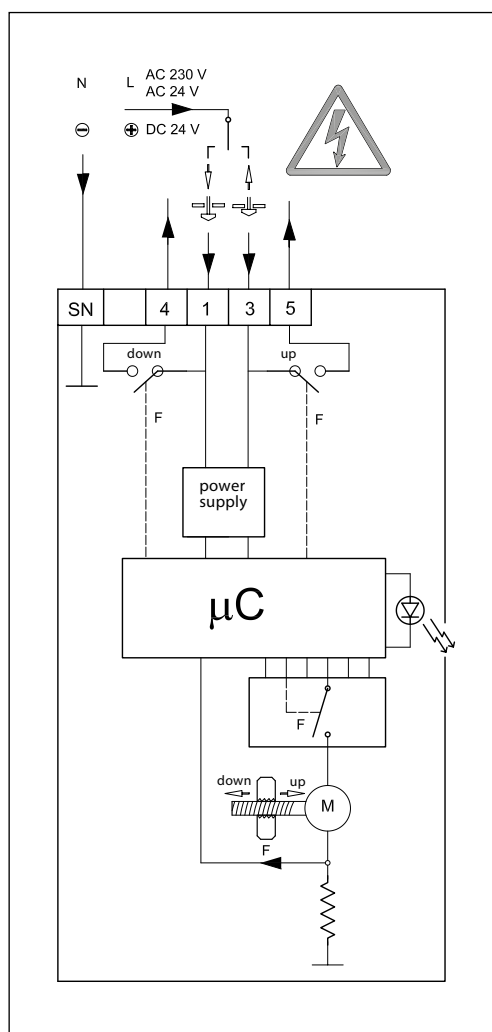 N L AC 230 V
AC 24 V
DC 24 V
SN 4 1 3 5
down up
F F
power
supply
µC
F
down up
M
F